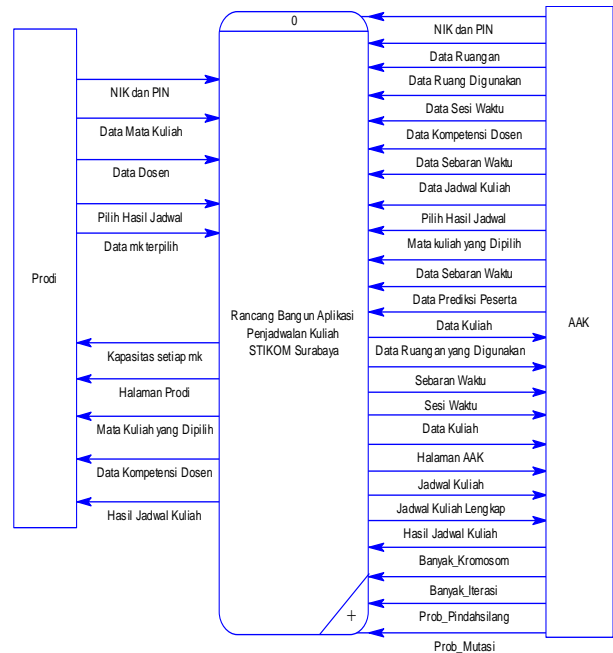 0
NIK dan PIN
Data Mata Kuliah
Data Dosen
Pilih Hasil Jadwal
Data mk terpilih
Prodi
Kapasitas setiap mk
Halaman Prodi
Mata Kuliah yang Dipilih
Data Kompetensi Dosen
Hasil Jadwal Kuliah
Rancang Bangun Aplikasi
Penjadwalan Kuliah
STIKOM Surabaya
+
NIK dan PIN
Data Ruangan
Data Ruang Digunakan
Data Sesi Waktu
Data Kompetensi Dosen
Data Sebaran Waktu
Data Jadwal Kuliah
Pilih Hasil Jadwal
Mata kuliah yang Dipilih
Data Sebaran Waktu
Data Prediksi Peserta
Data Kuliah
Data Ruangan yang Digunakan
Sebaran Waktu
Sesi Waktu
Data Kuliah
Halaman AAK
Jadwal Kuliah
Jadwal Kuliah Lengkap
Hasil Jadwal Kuliah
Banyak_Kromosom
Banyak_Iterasi
Prob_Pindahsilang
Prob_Mutasi
AAK